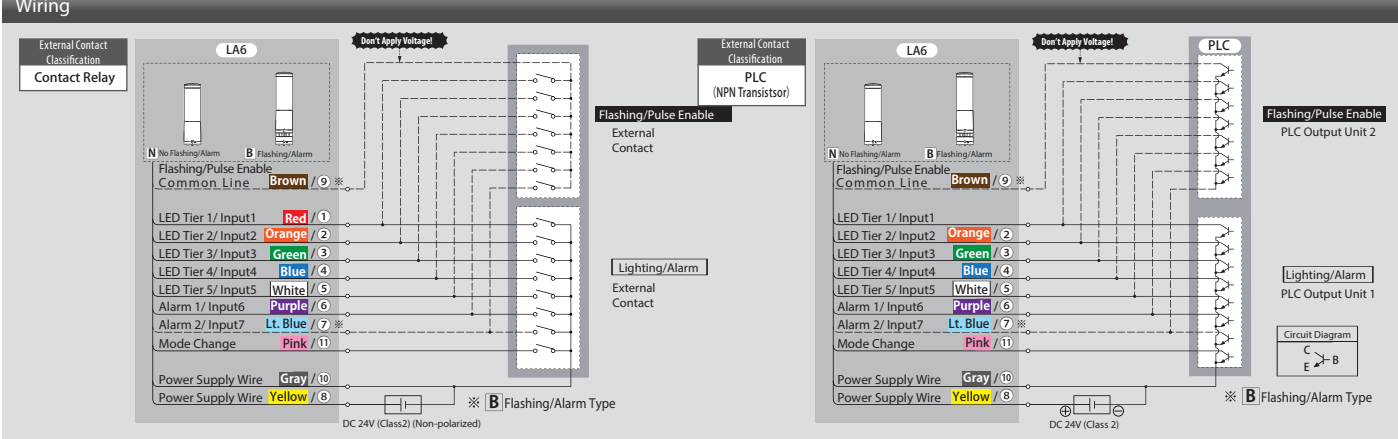 Wiring
External Contact
Classification
Contact Relay
LA6
Don't Apply Voltage!
N No Flashing/Alarm
B Flashing/Alarm
Flashing/Pulse Enable
Common Line Brown / ⑨ ※
LED Tier 1/ Input1 Red / ①
LED Tier 2/ Input2 Orange / ②
LED Tier 3/ Input3 Green / ③
LED Tier 4/ Input4 Blue / ④
LED Tier 5/ Input5 White / ⑤
Alarm 1/ Input6 Purple / ⑥
Alarm 2/ Input7 Lt. Blue / ⑦ ※
Mode Change Pink / ⑪
Power Supply Wire Gray / ⑩
Power Supply Wire Yellow / ⑧
DC 24V (Class2) (Non-polarized)
Flashing/Pulse Enable
External
Contact
Lighting/Alarm
External
Contact
※ B Flashing/Alarm Type
External Contact
Classification
PLC
(NPN Transistsor)
LA6
Don't Apply Voltage!
PLC
N No Flashing/Alarm
B Flashing/Alarm
Flashing/Pulse Enable
Common Line Brown / ⑨ ※
LED Tier 1/ Input1
LED Tier 2/ Input2 Orange / ②
LED Tier 3/ Input3 Green / ③
LED Tier 4/ Input4 Blue / ④
LED Tier 5/ Input5 White / ⑤
Alarm 1/ Input6 Purple / ⑥
Alarm 2/ Input7 Lt. Blue / ⑦ ※
Mode Change Pink / ⑪
Power Supply Wire Gray / ⑩
Power Supply Wire Yellow / ⑧
⊕ ⊖
DC 24V (Class 2)
Flashing/Pulse Enable
PLC Output Unit 2
Lighting/Alarm
PLC Output Unit 1
Circuit Diagram
C
B
E
※ B Flashing/Alarm Type